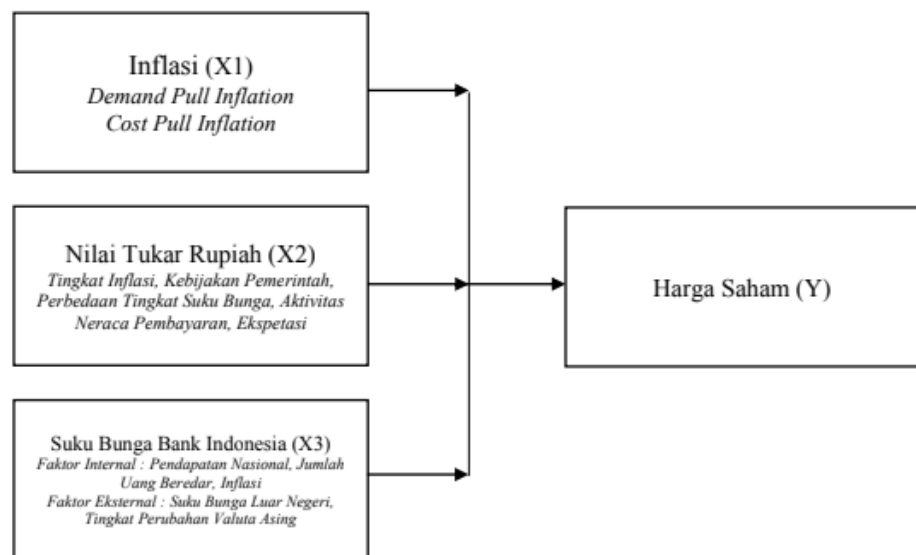 Inflasi (X1)
Demand Pull Inflation
Cost Pull Inflation
Nilai Tukar Rupiah (X2)
Tingkat Inflasi, Kebijakan Pemerintah,
Perbedaan Tingkat Suku Bunga, Aktivitas
Neraca Pembayaran, Ekspetasi
Harga Saham (Y)
Suku Bunga Bank Indonesia (X3)
Faktor Internal : Pendapatan Nasional, Jumlah
Uang Beredar, Inflasi
Faktor Eksternal : Suku Bunga Luar Negeri,
Tingkat Perubahan Valuta Asing